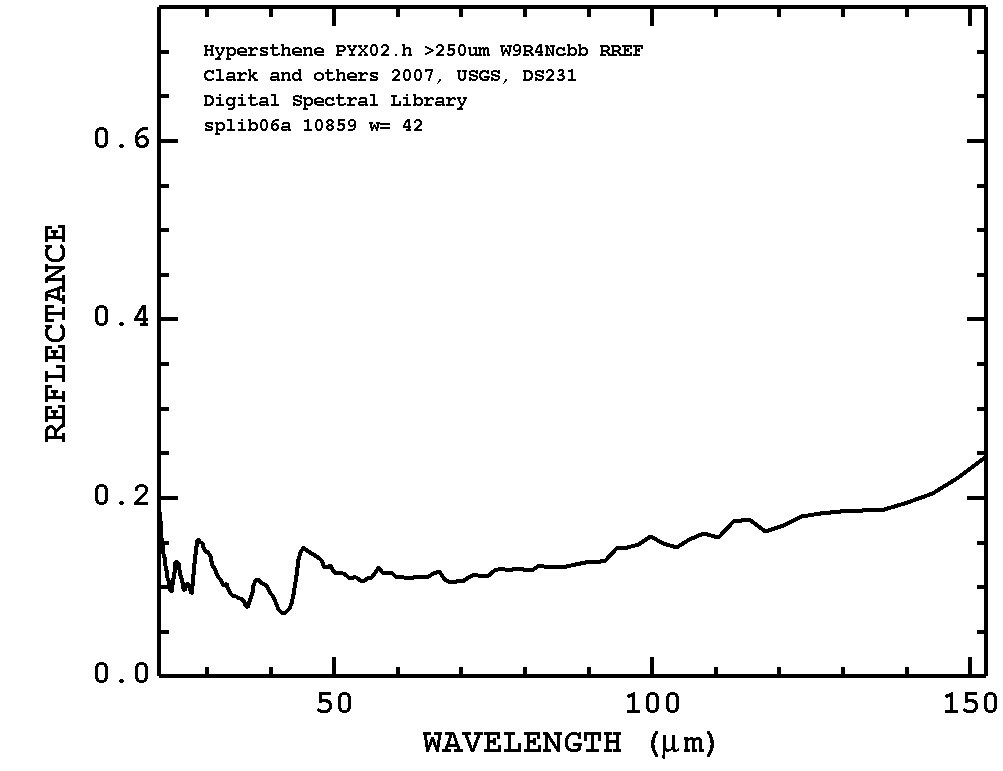 Hypersthene PYX02.h >250um W9R4Ncbb RREF
Clark and others 2007, USGS, DS231
Digital Spectral Library
splib06a 10859 w= 42
0.6
0.4
0.2
0.0
REFLECTANCE
50 100 150
WAVELENGTH (μm)